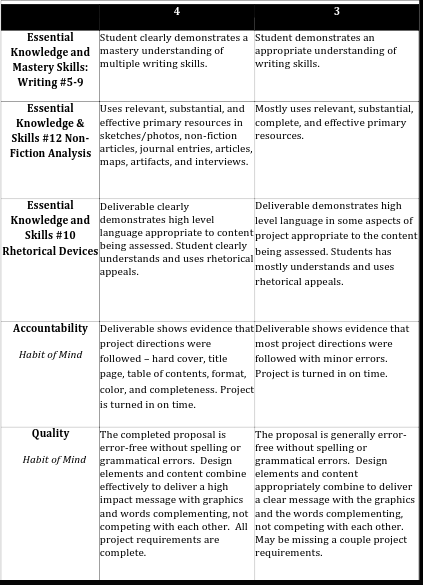 4
3
Essential
Knowledge and
Mastery Skills:
Writing #5-9
Student clearly demonstrates a
mastery understanding of
multiple writing skills.
Student demonstrates an
appropriate understanding of
writing skills.
Essential
Knowledge &
Skills #12 Non-
Fiction Analysis
Uses relevant, substantial, and
effective primary resources in
sketches/photos, non-fiction
articles, journal entries, articles,
maps, artifacts, and interviews.
Mostly uses relevant, substantial,
complete, and effective primary
resources.
Essential
Knowledge and
Skills #10
Rhetorical Devices
Deliverable clearly
demonstrates high level
language appropriate to content
being assessed. Student clearly
understands and uses rhetorical
appeals.
Deliverable demonstrates high
level language in some aspects of
project appropriate to the content
being assessed. Students has
mostly understands and uses
rhetorical appeals.
Accountability
Habit of Mind
Deliverable shows evidence that
project directions were
followed – hard cover, title
page, table of contents, format,
color, and completeness. Project
is turned in on time.
Deliverable shows evidence that
most project directions were
followed with minor errors.
Project is turned in on time.
Quality
Habit of Mind
The completed proposal is
error-free without spelling or
grammatical errors. Design
elements and content combine
effectively to deliver a high
impact message with graphics
and words complementing, not
competing with each other. All
project requirements are
complete.
The proposal is generally error-
free without spelling or
grammatical errors. Design
elements and content
appropriately combine to deliver
a clear message with the graphics
and the words complementing,
not competing with each other.
May be missing a couple project
requirements.